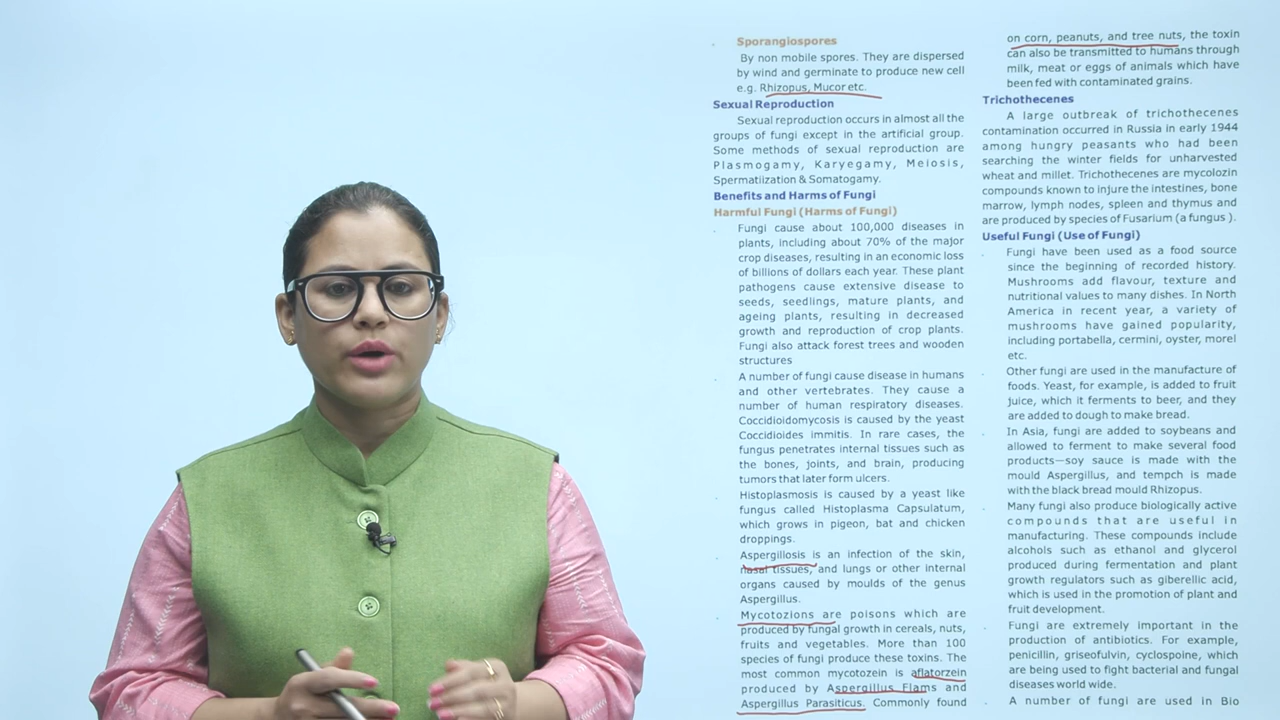 Sporangiospores
By non mobile spores. They are dispersed
by wind and germinate to produce new cell
e.g. Rhizopus, Mucor etc.
Sexual Reproduction
Sexual reproduction occurs in almost all the
groups of fungi except in the artificial group.
Some methods of sexual reproduction are
Plasmogamy, Karyegamy, Meiosis,
Spermatiization & Somatogamy.
Benefits and Harms of Fungi
Harmful Fungi (Harms of Fungi)
Fungi cause about 100,000 diseases in
plants, including about 70% of the major
crop diseases, resulting in an economic loss
of billions of dollars each year. These plant
pathogens cause extensive disease to
seeds, seedlings, mature plants, and
ageing plants, resulting in decreased
growth and reproduction of crop plants.
Fungi also attack forest trees and wooden
structures
A number of fungi cause disease in humans
and other vertebrates. They cause a
number of human respiratory diseases.
Coccidioidomycosis is caused by the yeast
Coccidioides immitis. In rare cases, the
fungus penetrates internal tissues such as
the bones, joints, and brain, producing
tumors that later form ulcers.
Histoplasmosis is caused by a yeast like
fungus called Histoplasma Capsulatum,
which grows in pigeon, bat and chicken
droppings.
Aspergillosis is an infection of the skin,
nasal tissues, and lungs or other internal
organs caused by moulds of the genus
Aspergillus.
Mycotozions are poisons which are
produced by fungal growth in cereals, nuts,
fruits and vegetables. More than 100
species of fungi produce these toxins. The
most common mycotozein is aflatorzein
produced by Aspergillus Flams and
Aspergillus Parasiticus. Commonly found
on corn, peanuts, and tree nuts, the toxin
can also be transmitted to humans through
milk, meat or eggs of animals which have
been fed with contaminated grains.
Trichothecenes
A large outbreak of trichothecenes
contamination occurred in Russia in early 1944
among hungry peasants who had been
searching the winter fields for unharvested
wheat and millet. Trichothecenes are mycolozin
compounds known to injure the intestines, bone
marrow, lymph nodes, spleen and thymus and
are produced by species of Fusarium (a fungus ).
Useful Fungi (Use of Fungi)
Fungi have been used as a food source
since the beginning of recorded history.
Mushrooms add flavour, texture and
nutritional values to many dishes. In North
America in recent year, a variety of
mushrooms have gained popularity,
including portabella, cermini, oyster, morel
etc.
Other fungi are used in the manufacture of
foods. Yeast, for example, is added to fruit
juice, which it ferments to beer, and they
are added to dough to make bread.
In Asia, fungi are added to soybeans and
allowed to ferment to make several food
products—soy sauce is made with the
mould Aspergillus, and tempch is made
with the black bread mould Rhizopus.
Many fungi also produce biologically active
compounds that are useful in
manufacturing. These compounds include
alcohols such as ethanol and glycerol
produced during fermentation and plant
growth regulators such as giberellic acid,
which is used in the promotion of plant and
fruit development.
Fungi are extremely important in the
production of antibiotics. For example,
penicillin, griseofulvin, cyclospoine, which
are being used to fight bacterial and fungal
diseases world wide.
A number of fungi are used in Bio